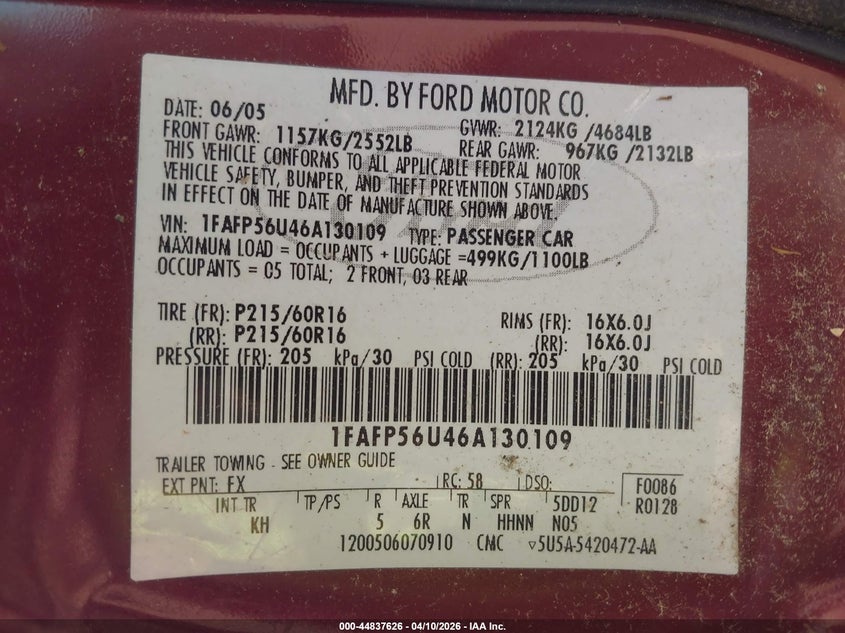 MFD. BY FORD MOTOR CO.
DATE: 06/05 GVWR: 2124KG /4684LB
FRONT GAWR: 1157KG/2552LB REAR GAWR: 967KG /2132LB
THIS VEHICLE CONFORMS TO ALL APPLICABLE FEDERAL MOTOR
VEHICLE SAFETY, BUMPER, AND THEFT PREVENTION STANDARDS
IN EFFECT ON THE DATE OF MANUFACTURE SHOWN ABOVE.
VIN: 1FAFP56U46A130109 TYPE: PASSENGER CAR
MAXIMUM LOAD = OCCUPANTS + LUGGAGE =499KG/1100LB
OCCUPANTS = 05 TOTAL; 2 FRONT, 03 REAR
TIRE (FR): P215/60R16 RIMS (FR): 16X6.0J
(RR): P215/60R16 (RR): 16X6.0J
PRESSURE (FR): 205 kPa/30 PSI COLD (RR): 205 kPa/30 PSI COLD
1FAFP56U46A130109
TRAILER TOWING - SEE OWNER GUIDE
EXT PNT: FX RC: 58 DSO: F0086
INT TR TP/PS R AXLE TR SPR 5DD12 R0128
KH 5 6R N HHNN N05
1200506070910 CMC ▿5U5A-5420472-AA
000-44837626 - 04/10/2026 - IAA Inc.